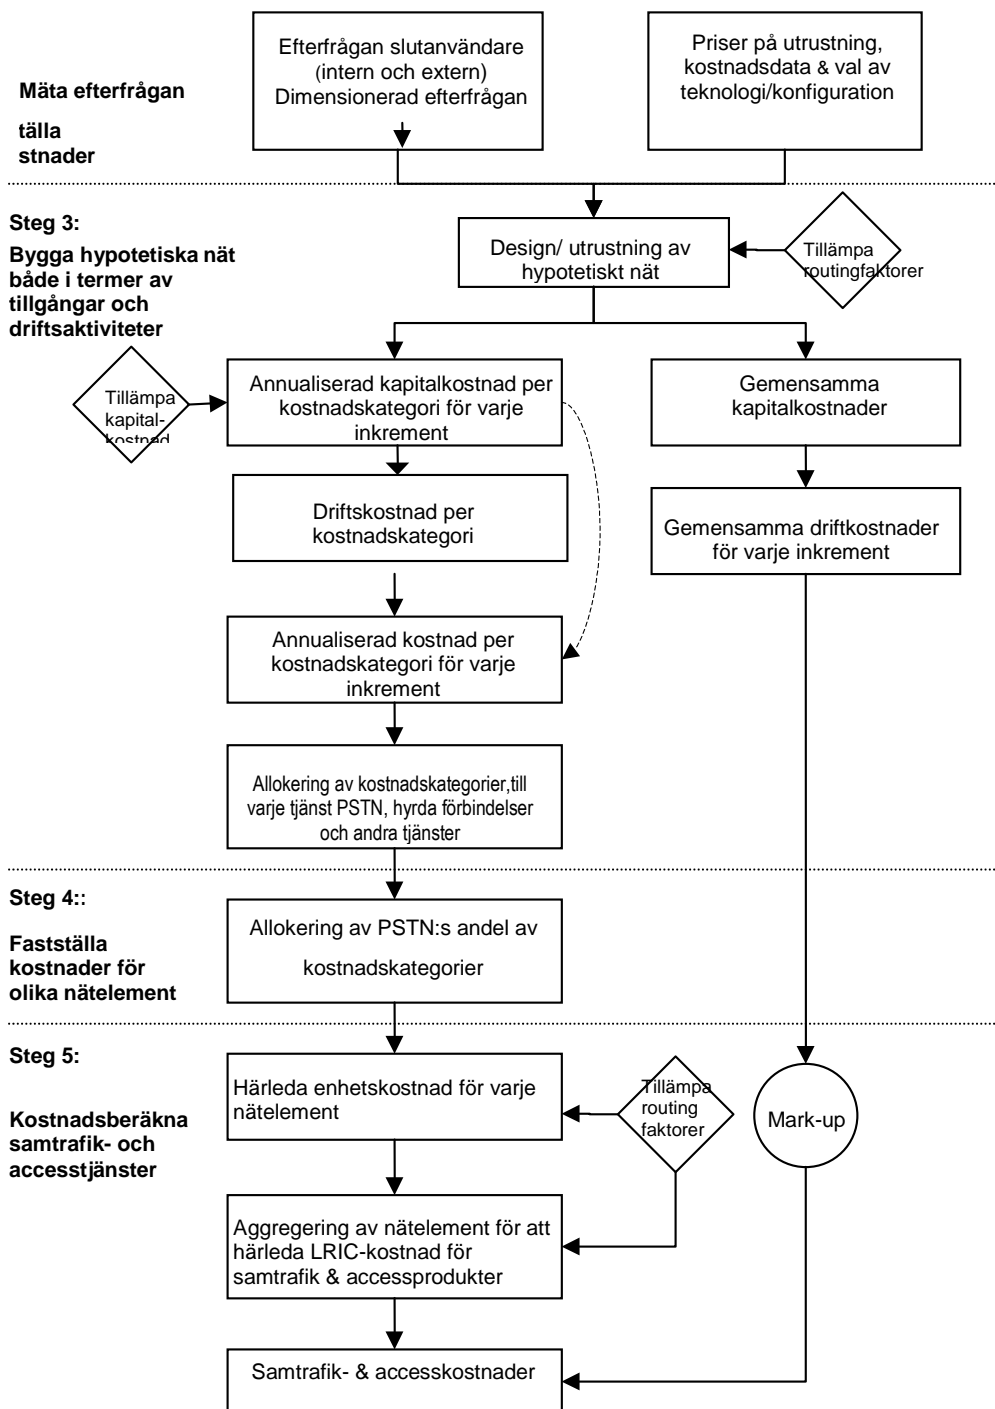 Efterfrågan slutanvändare
(intern och extern)
Dimensionerad efterfrågan
Priser på utrustning,
kostnadsdata & val av
teknologi/konfiguration
Mäta efterfrågan
tälla
stnader
Steg 3:
Bygga hypotetiska nät
både i termer av
tillgångar och
driftsaktiviteter
Design/ utrustning av
hypotetiskt nät
Tillämpa
routingfaktorer
Tillämpa
kapital-
kostnad
Annualiserad kapitalkostnad per
kostnadskategori för varje
inkrement
Gemensamma
kapitalkostnader
Driftskostnad per
kostnadskategori
Gemensamma driftkostnader
för varje inkrement
Annualiserad kostnad per
kostnadskategori för varje
inkrement
Allokering av kostnadskategorier,till
varje tjänst PSTN, hyrda förbindelser
och andra tjänster
Steg 4::
Fastställa
kostnader för
olika nätelement
Allokering av PSTN:s andel av
kostnadskategorier
Steg 5:
Kostnadsberäkna
samtrafik- och
accesstjänster
Härleda enhetskostnad för varje
nätelement
Tillämpa
routing
faktorer
Mark-up
Aggregering av nätelement för att
härleda LRIC-kostnad för
samtrafik & accessprodukter
Samtrafik- & accesskostnader